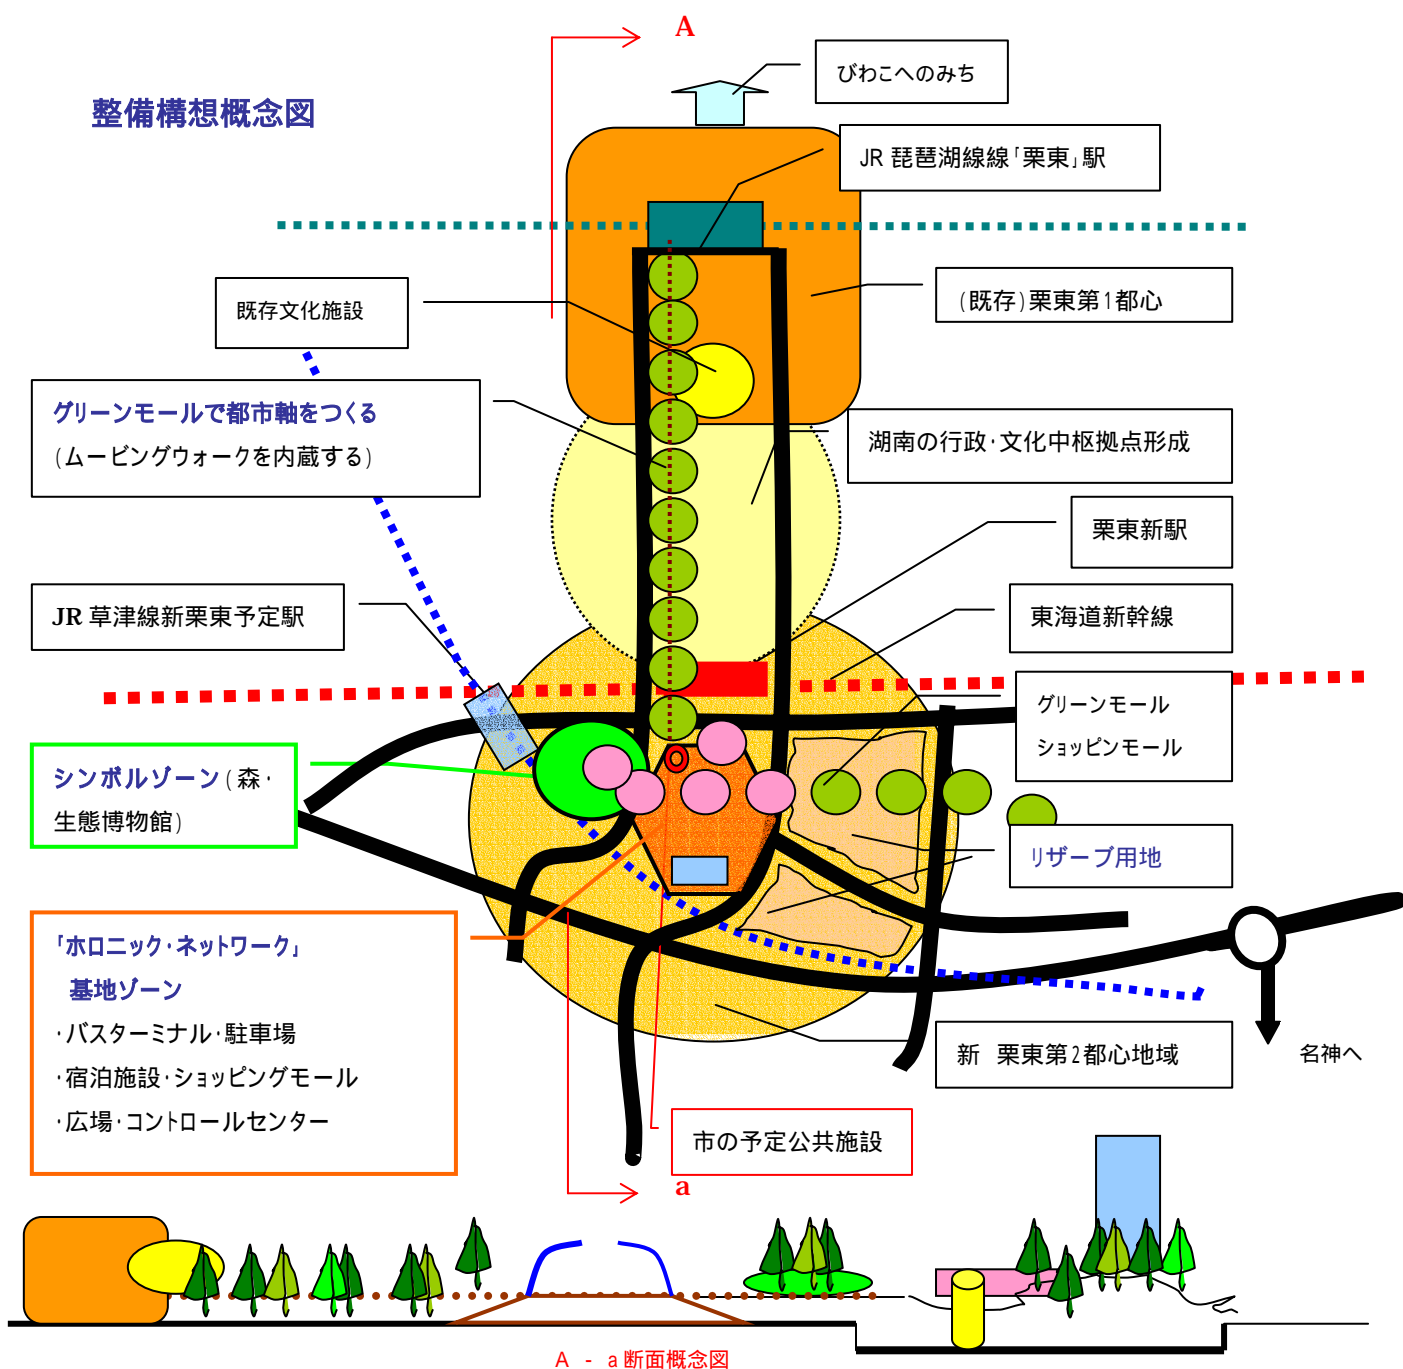 A
びわこへのみち
整備構想概念図
JR 琵琶湖線線「栗東」駅
既存文化施設
(既存)栗東第1都心
グリーンモールで都市軸をつくる
(ムービングウォークを内蔵する)
湖南の行政・文化中枢拠点形成
栗東新駅
JR 草津線新栗東予定駅
東海道新幹線
グリーンモール
ショッピンモール
シンボルゾーン(森・
生態博物館)
リザーブ用地
「ホロニック・ネットワーク」
基地ゾーン
・バスターミナル・駐車場
・宿泊施設・ショッピングモール
・広場・コントロールセンター
新 栗東第2都心地域
名神へ
市の予定公共施設
a
A - a 断面概念図